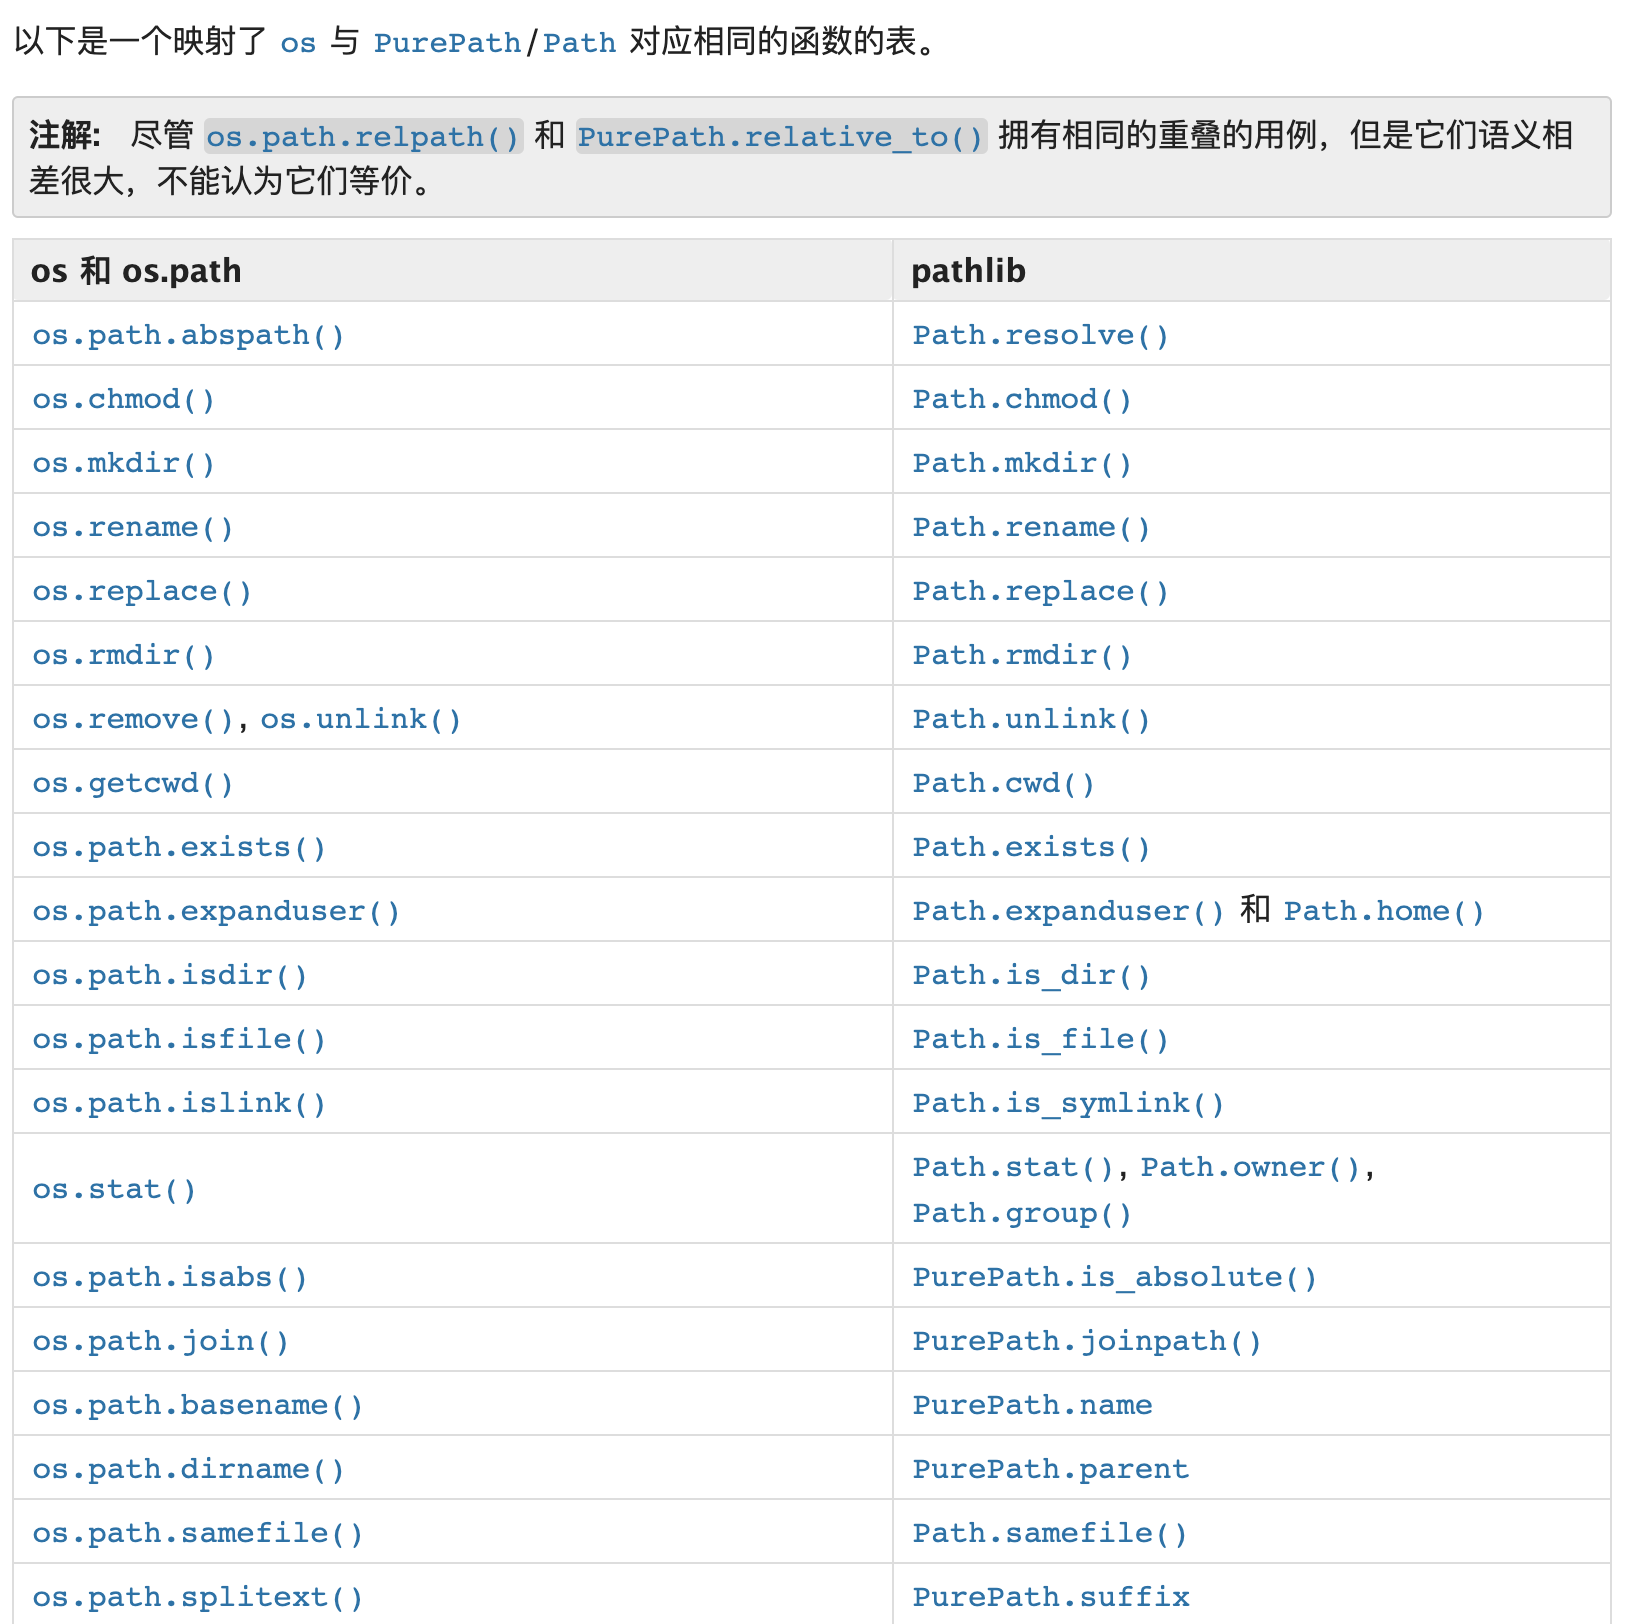 以下是一个映射了 os 与 PurePath/Path 对应相同的函数的表。
注解: 尽管 os.path.relpath() 和 PurePath.relative_to() 拥有相同的重叠的用例，但是它们语义相
差很大，不能认为它们等价。
os 和 os.path pathlib
os.path.abspath() Path.resolve()
os.chmod() Path.chmod()
os.mkdir() Path.mkdir()
os.rename() Path.rename()
os.replace() Path.replace()
os.rmdir() Path.rmdir()
os.remove(), os.unlink() Path.unlink()
os.getcwd() Path.cwd()
os.path.exists() Path.exists()
os.path.expanduser() Path.expanduser() 和 Path.home()
os.path.isdir() Path.is_dir()
os.path.isfile() Path.is_file()
os.path.islink() Path.is_symlink()
os.stat() Path.stat(), Path.owner(),
Path.group()
os.path.isabs() PurePath.is_absolute()
os.path.join() PurePath.joinpath()
os.path.basename() PurePath.name
os.path.dirname() PurePath.parent
os.path.samefile() Path.samefile()
os.path.splitext() PurePath.suffix